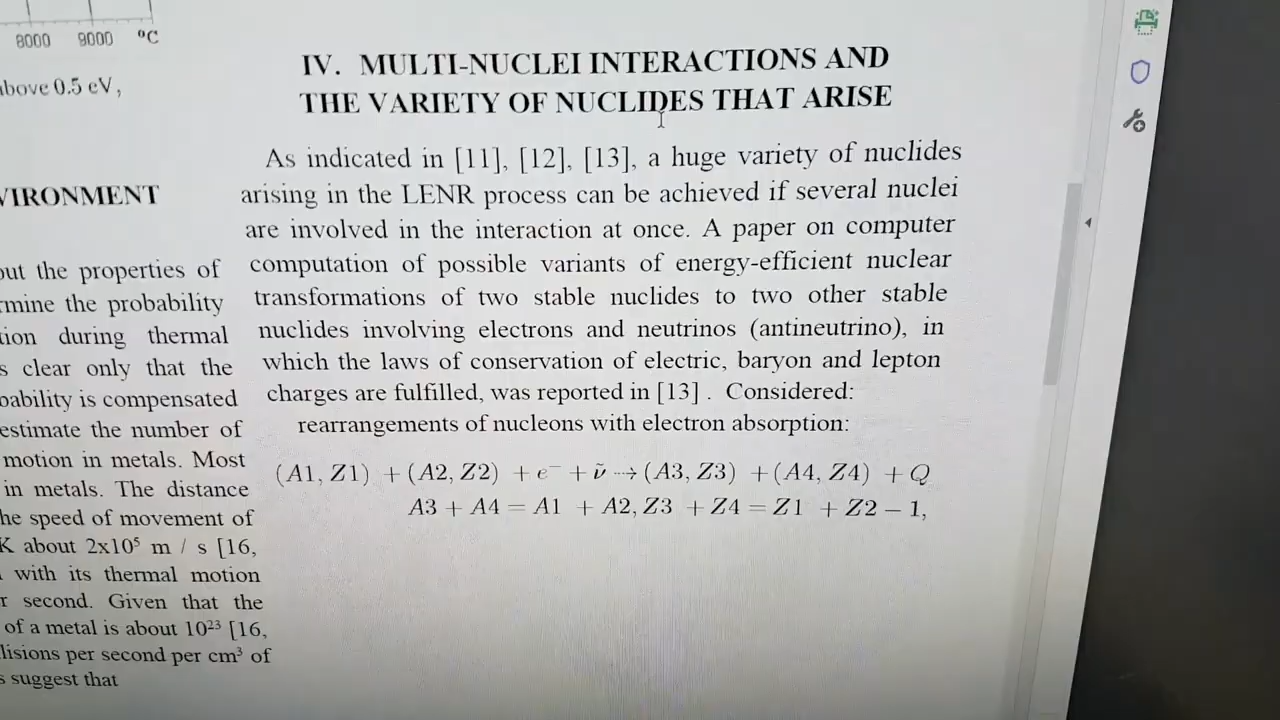 8000 9000 ºC
above 0.5 eV,
VIRONMENT
out the properties of
rmine the probability
tion during thermal
s clear only that the
bability is compensated
estimate the number of
motion in metals. Most
in metals. The distance
he speed of movement of
K about 2x10⁵ m / s [16,
with its thermal motion
r second. Given that the
of a metal is about 10²³ [16,
llisions per second per cm³ of
s suggest that
IV. MULTI-NUCLEI INTERACTIONS AND
THE VARIETY OF NUCLIDES THAT ARISE
As indicated in [11], [12], [13], a huge variety of nuclides
arising in the LENR process can be achieved if several nuclei
are involved in the interaction at once. A paper on computer
computation of possible variants of energy-efficient nuclear
transformations of two stable nuclides to two other stable
nuclides involving electrons and neutrinos (antineutrino), in
which the laws of conservation of electric, baryon and lepton
charges are fulfilled, was reported in [13] . Considered:
rearrangements of nucleons with electron absorption:
(A1, Z1) + (A2, Z2) + e⁻ + ν̃ → (A3, Z3) + (A4, Z4) + Q
A3 + A4 = A1 + A2, Z3 + Z4 = Z1 + Z2 − 1,